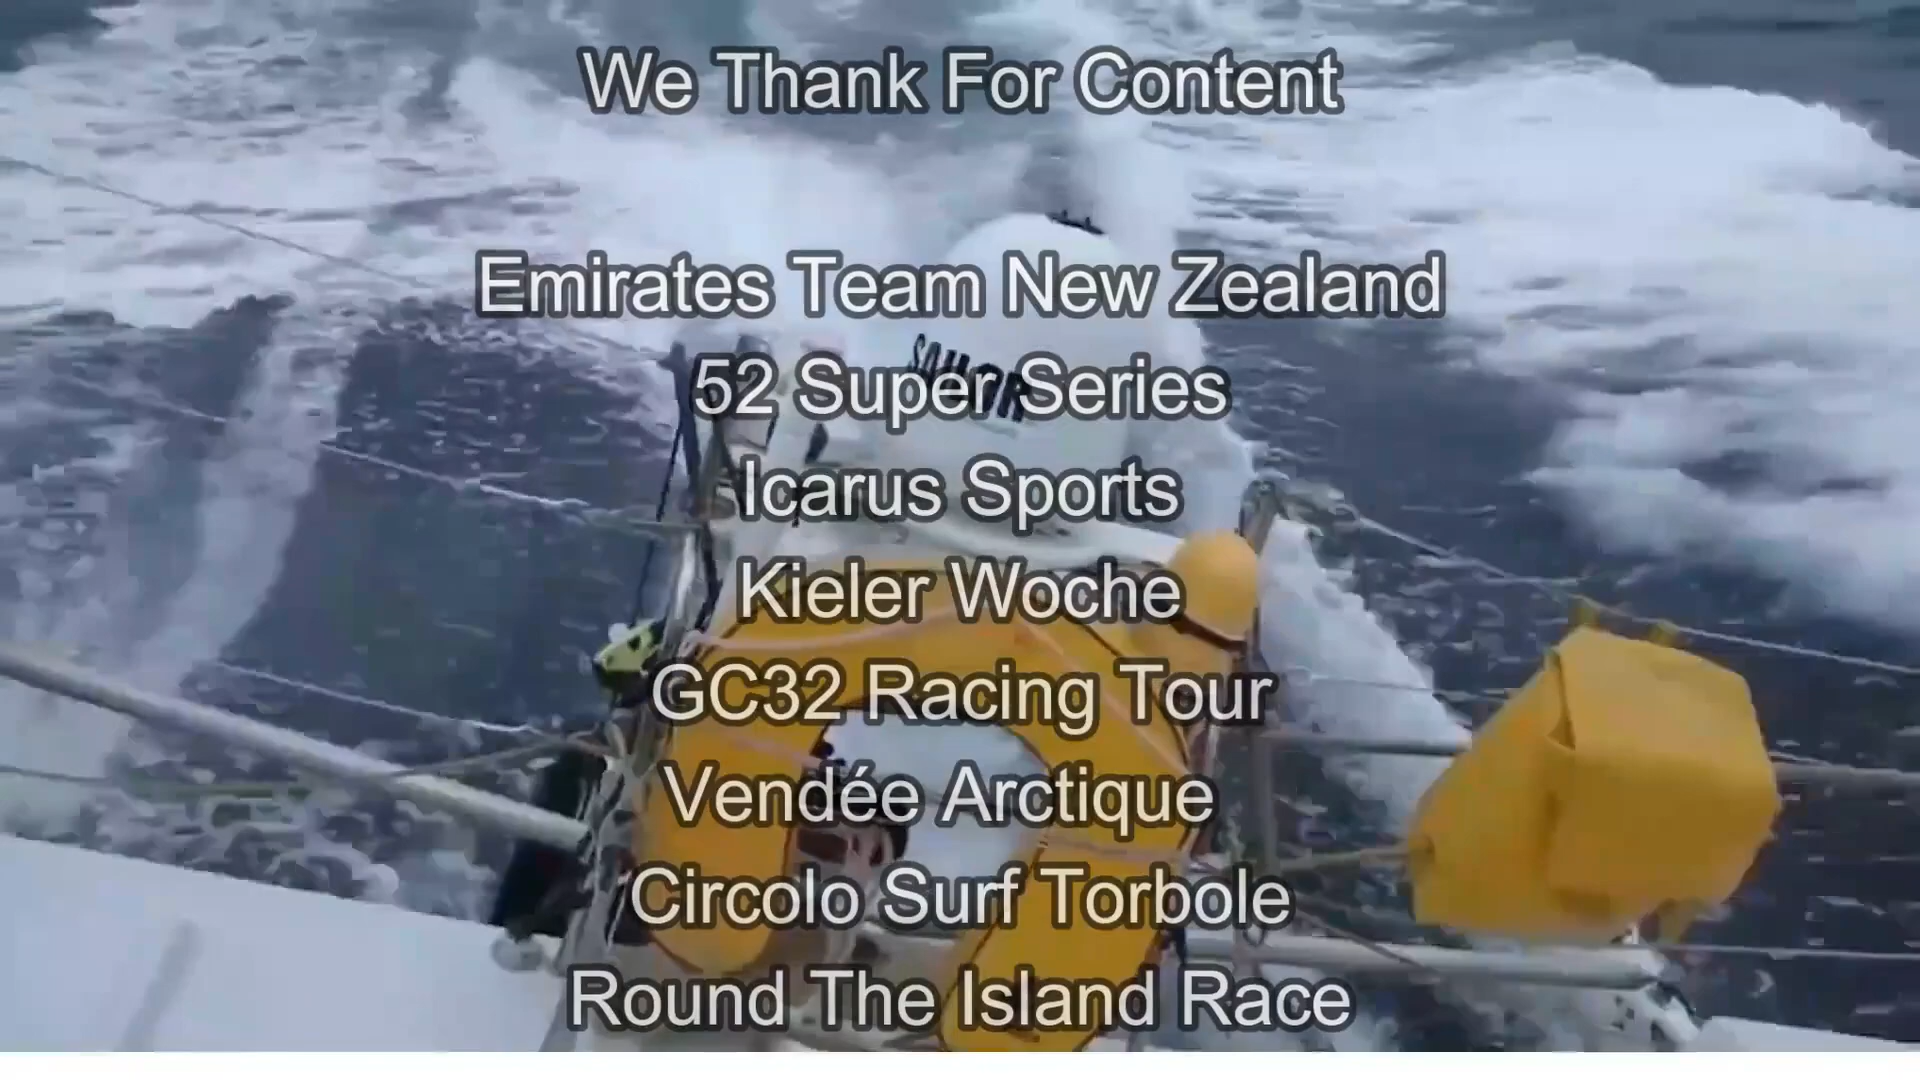 We Thank For Content
Emirates Team New Zealand
SAILOR
52 Super Series
Icarus Sports
Kieler Woche
GC32 Racing Tour
Vendée Arctique
Circolo Surf Torbole
Round The Island Race